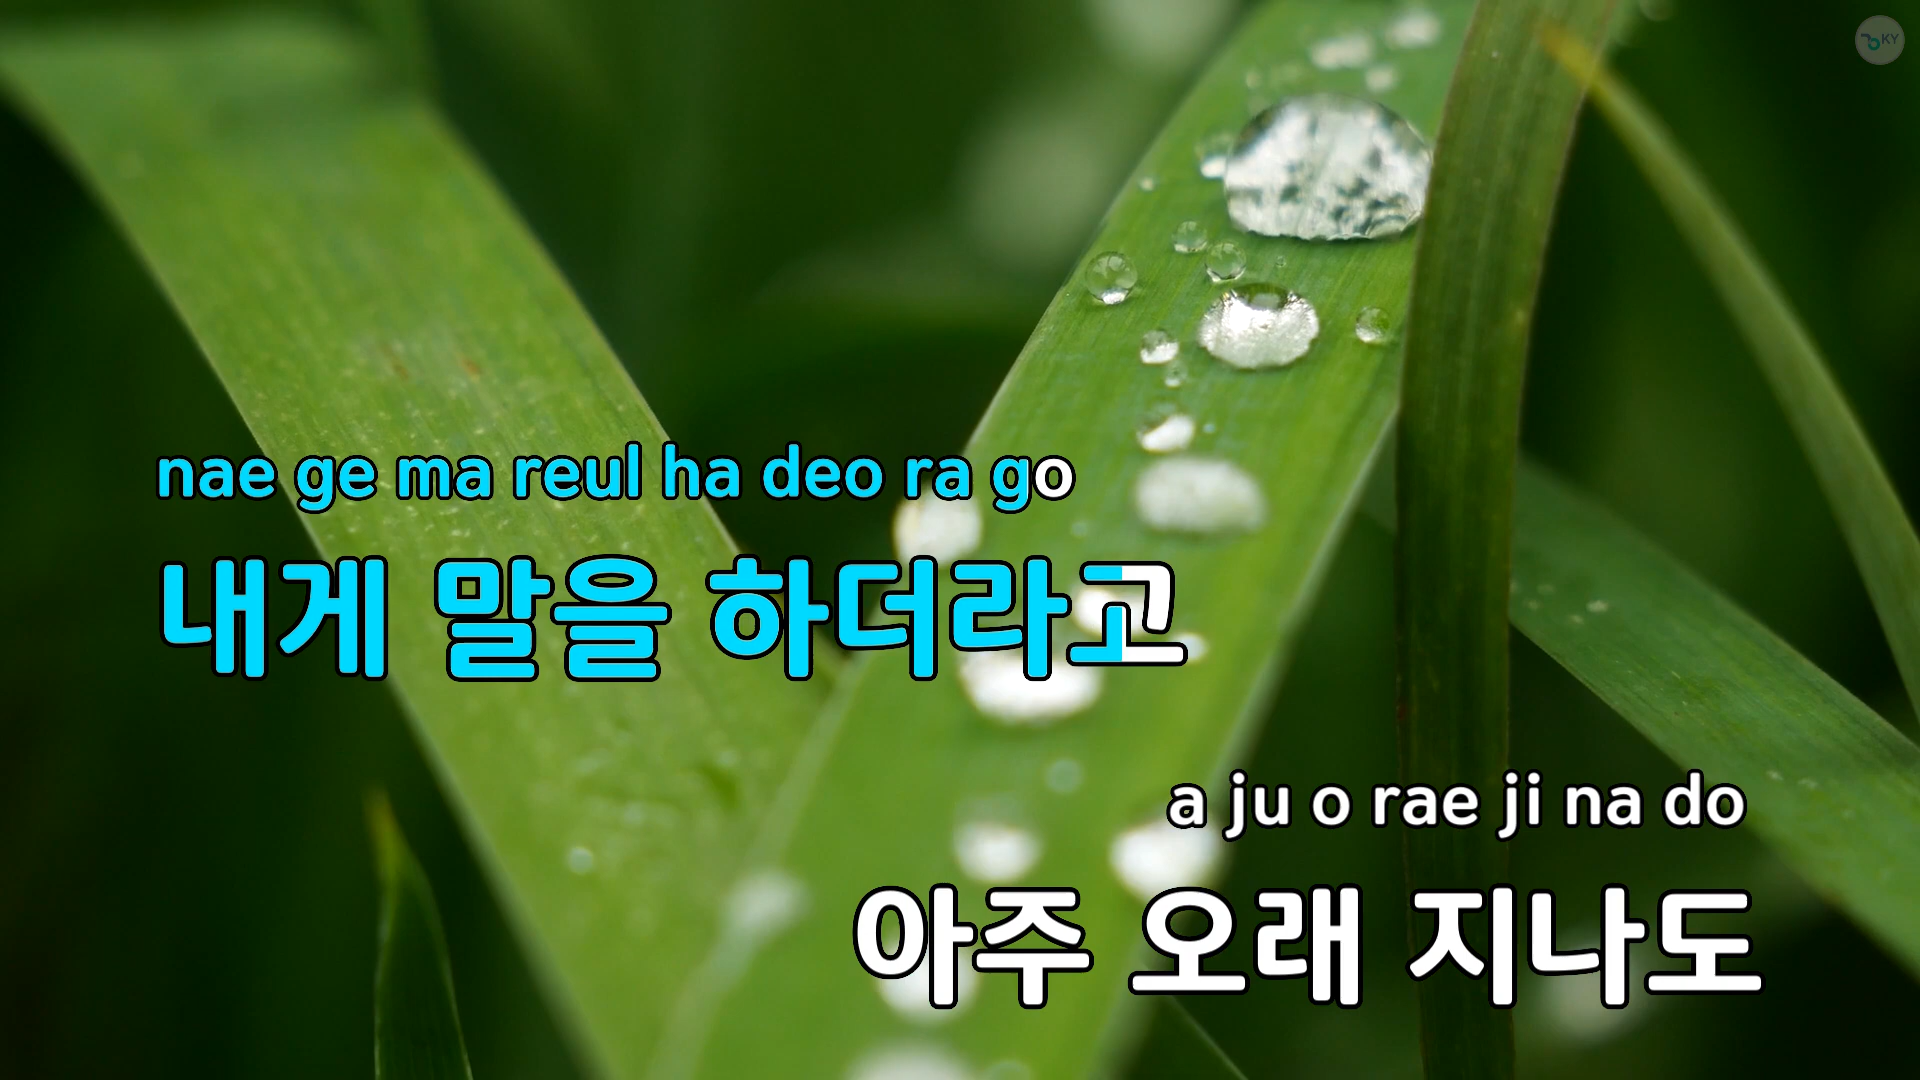 KY
nae ge ma reul ha deo ra go
내게 말을 하더라고
a ju o rae ji na do
아주 오래 지나도